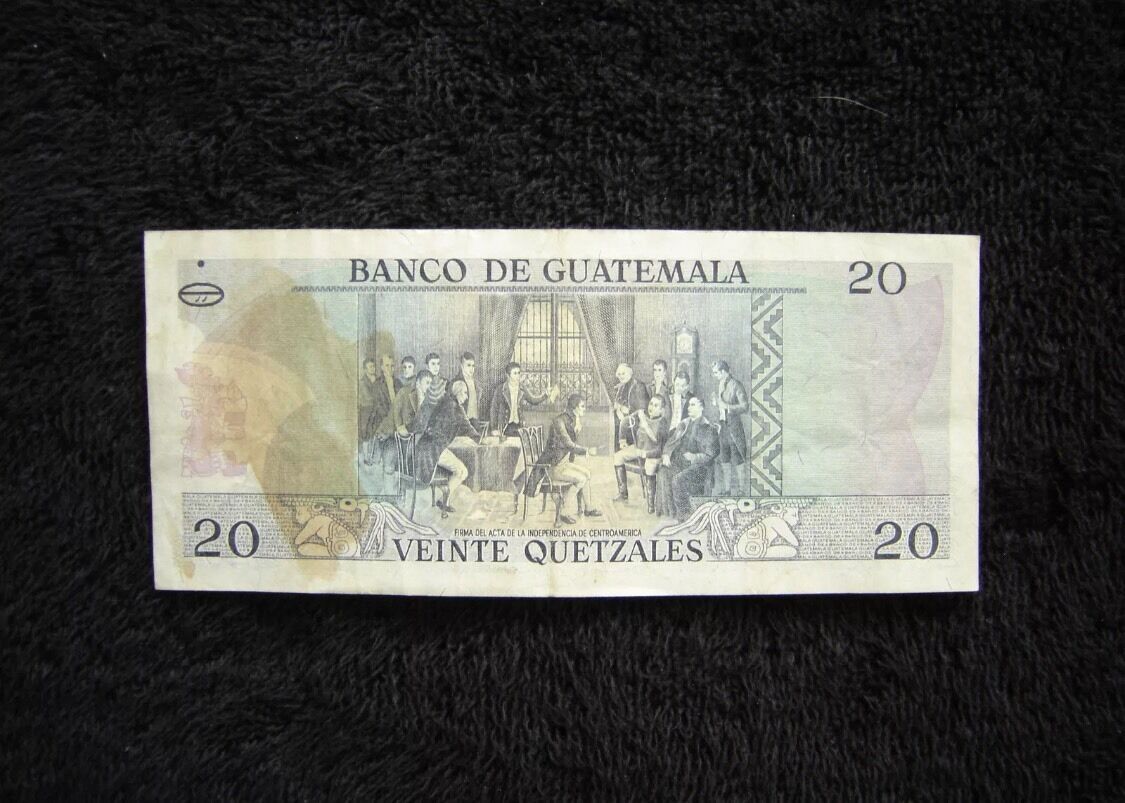 BANCO DE GUATEMALA
20
FIRMA DEL ACTA DE LA INDEPENDENCIA DE CENTROAMERICA
20
VEINTE QUETZALES
20